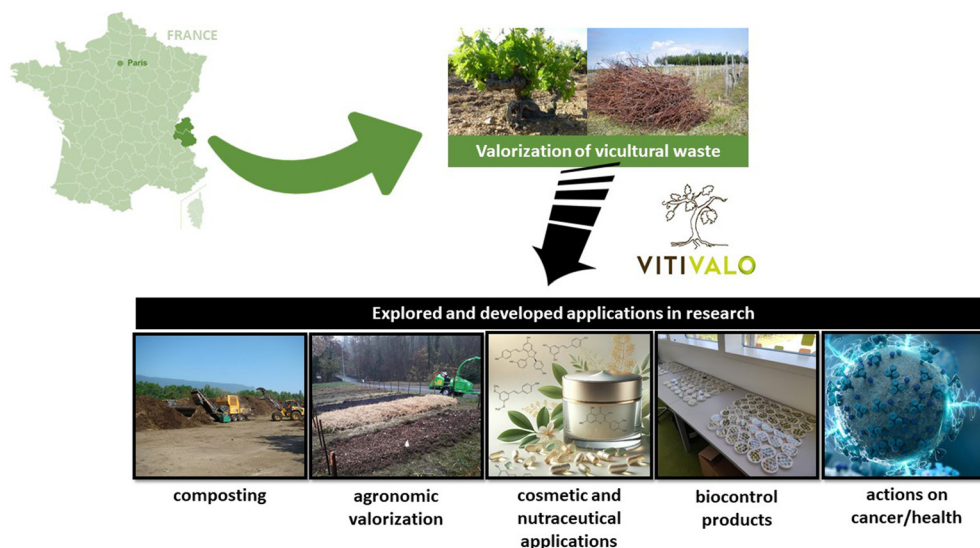 FRANCE
Paris
Valorization of vicultural waste
VITIVALO
Explored and developed applications in research
composting
agronomic
valorization
cosmetic and
nutraceutical
applications
biocontrol
products
actions on
cancer/health